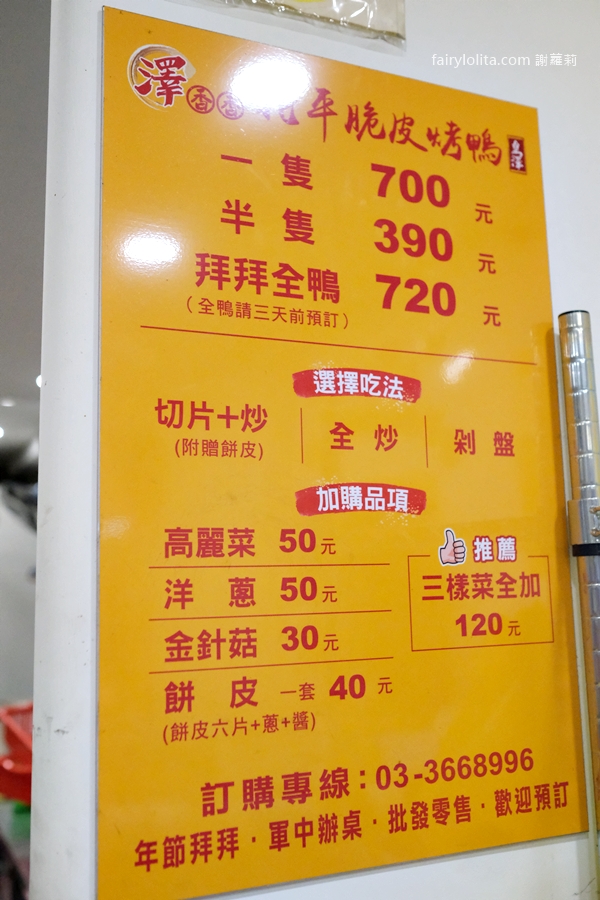 fairylolita.com 謝蘿莉
澤 香香 平脆皮烤鴨
一隻 700 元
半隻 390 元
拜拜全鴨 720 元
(全鴨請三天前預訂)
選擇吃法
切片+炒 全炒 剁盤
(附贈餅皮)
加購品項
高麗菜 50元
洋蔥 50元
金針菇 30元
餅皮 一套 40 元
(餅皮六片+蔥+醬)
推薦
三樣菜全加
120元
訂購專線:03-3668996
年節拜拜·軍中辦桌·批發零售·歡迎預訂